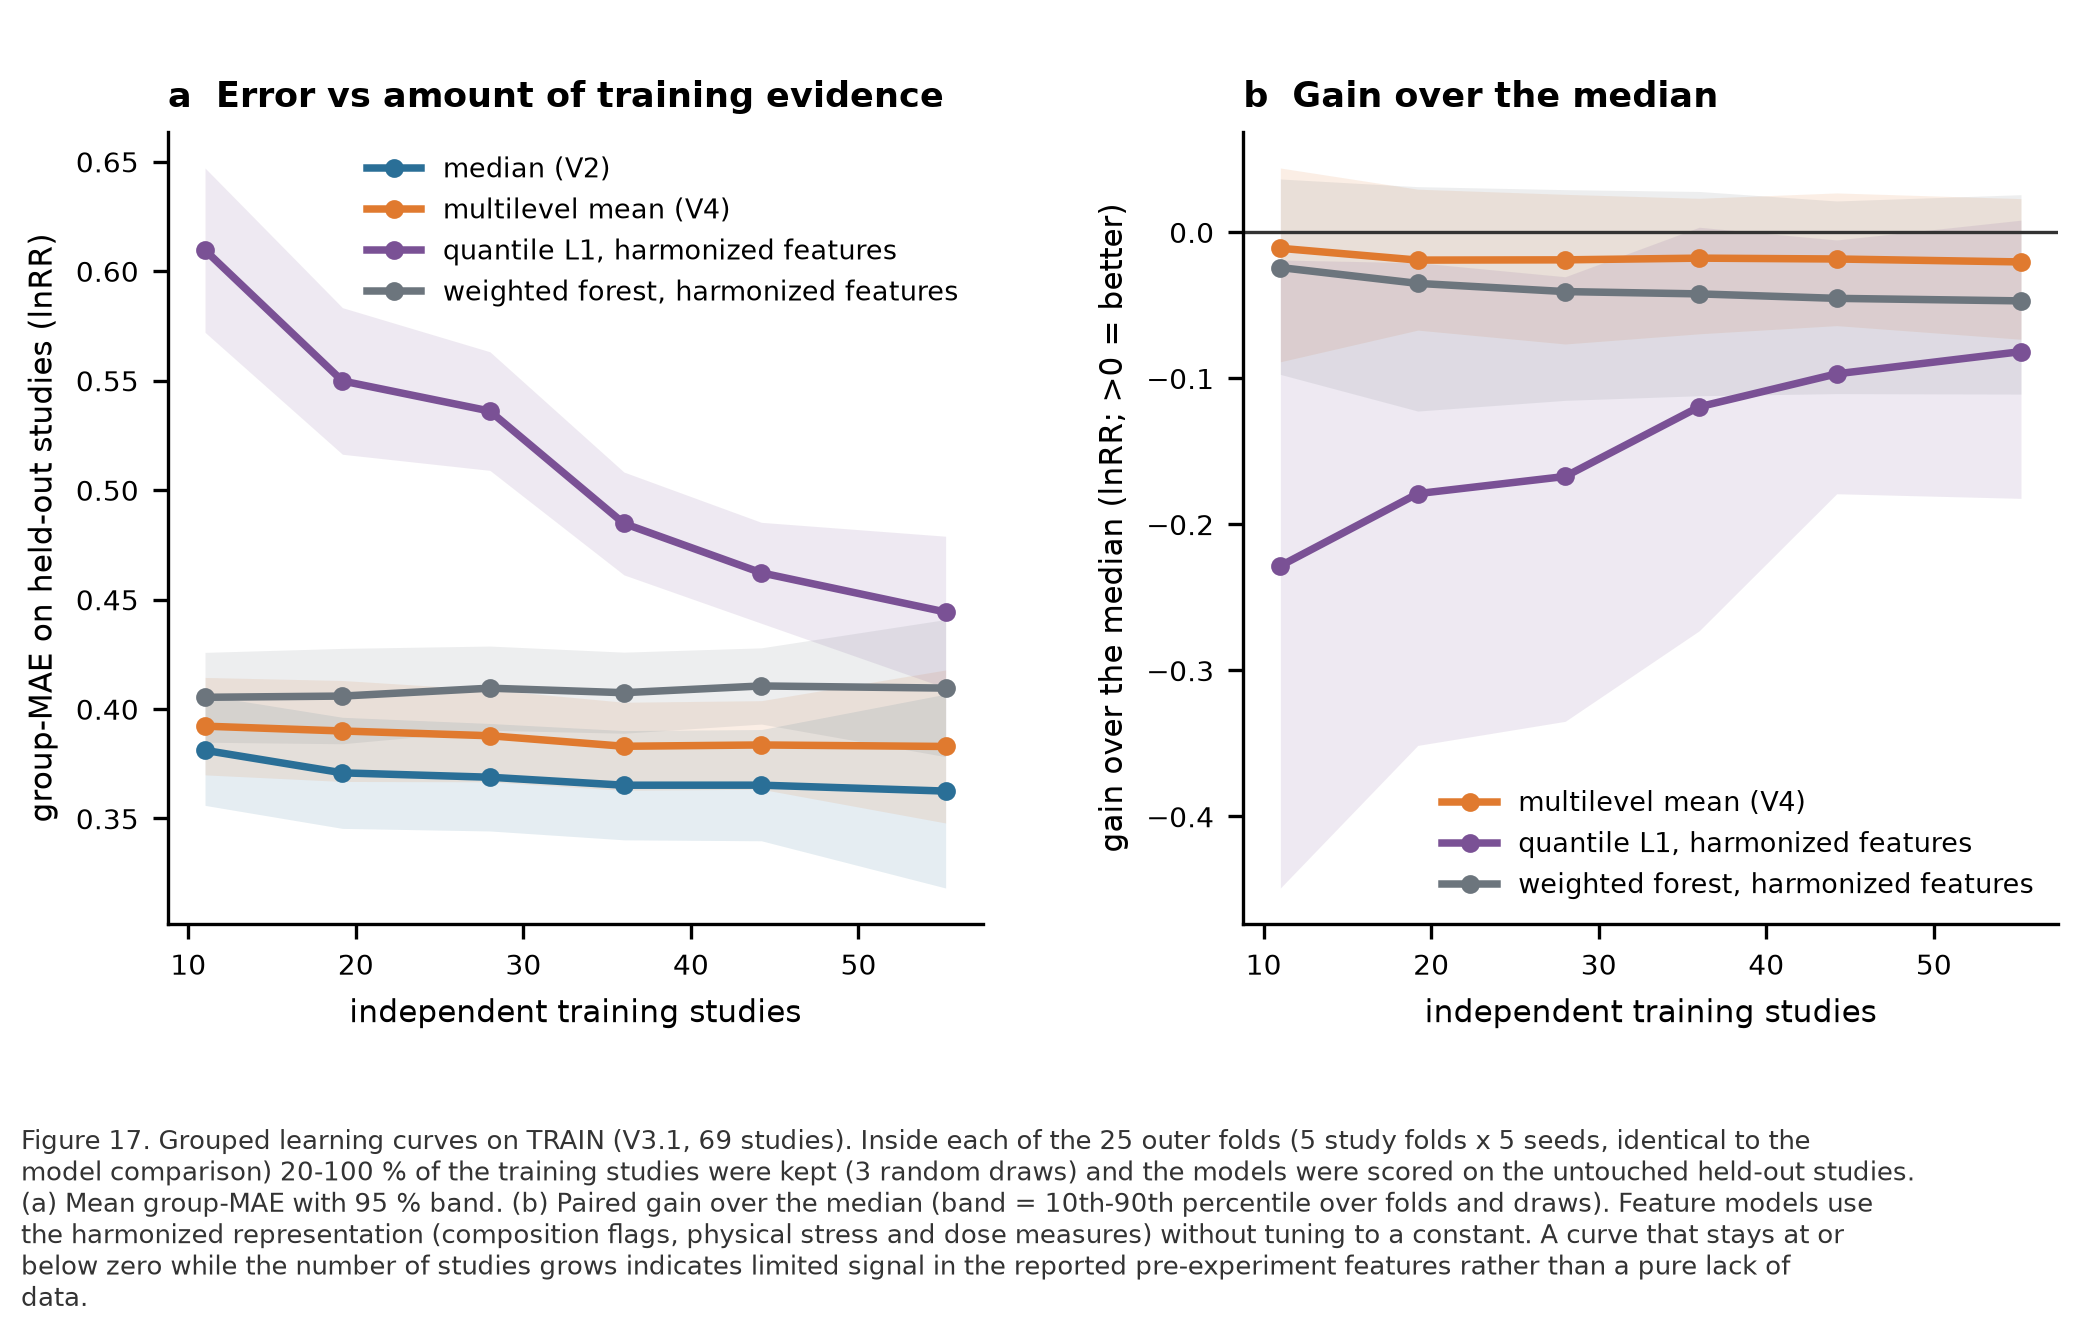 a Error vs amount of training evidence
group-MAE on held-out studies (lnRR)
0.65
0.60
0.55
0.50
0.45
0.40
0.35
median (V2)
multilevel mean (V4)
quantile L1, harmonized features
weighted forest, harmonized features
10 20 30 40 50
independent training studies
b Gain over the median
gain over the median (lnRR; >0 = better)
0.0
−0.1
−0.2
−0.3
−0.4
multilevel mean (V4)
quantile L1, harmonized features
weighted forest, harmonized features
10 20 30 40 50
independent training studies
Figure 17. Grouped learning curves on TRAIN (V3.1, 69 studies). Inside each of the 25 outer folds (5 study folds x 5 seeds, identical to the
model comparison) 20-100 % of the training studies were kept (3 random draws) and the models were scored on the untouched held-out studies.
(a) Mean group-MAE with 95 % band. (b) Paired gain over the median (band = 10th-90th percentile over folds and draws). Feature models use
the harmonized representation (composition flags, physical stress and dose measures) without tuning to a constant. A curve that stays at or
below zero while the number of studies grows indicates limited signal in the reported pre-experiment features rather than a pure lack of
data.